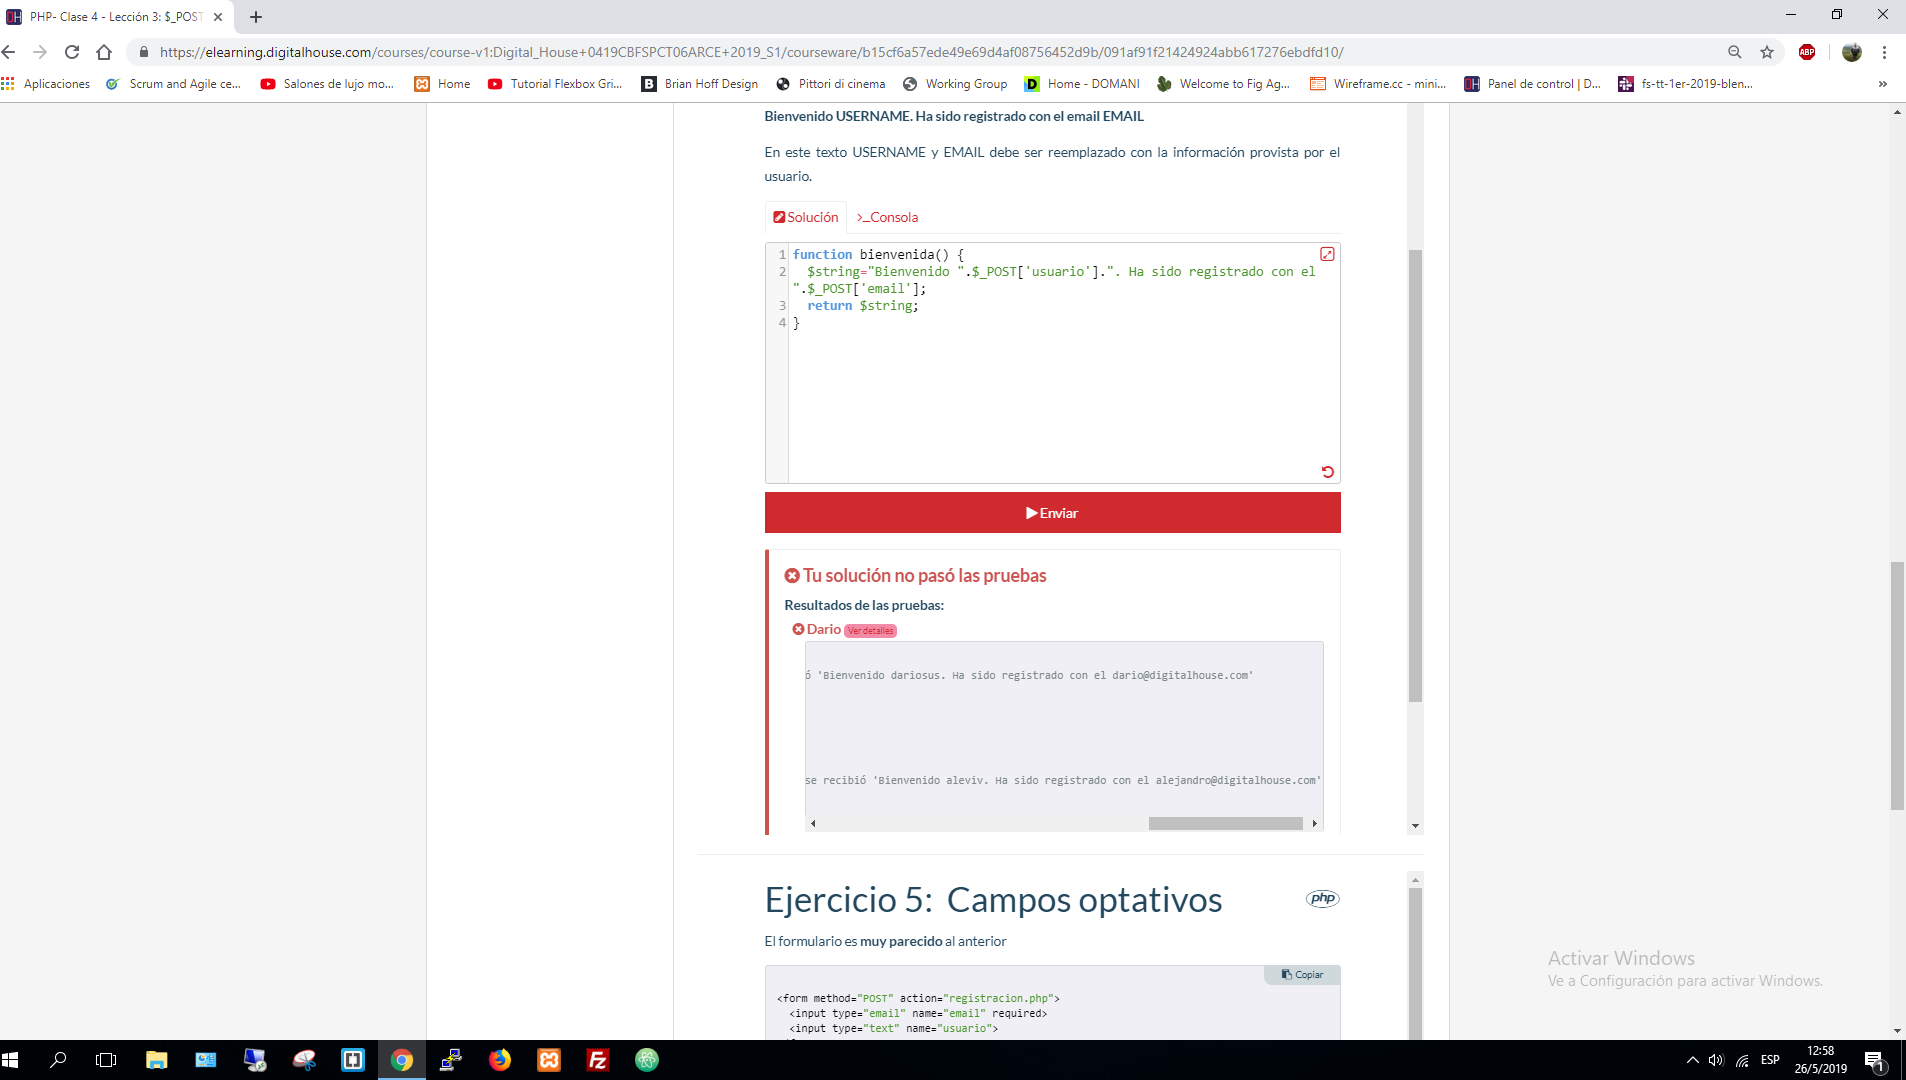 PHP- Clase 4 - Lección 3: $_POST
https://elearning.digitalhouse.com/courses/course-v1:Digital_House+0419CBFSPCT06ARCE+2019_S1/courseware/b15cf6a57ede49e69d4af08756452d9b/091af91f21424924abb617276ebdfd10/
ABP
Aplicaciones
Scrum and Agile ce...
Salones de lujo mo...
Home
Tutorial Flexbox Gri...
Brian Hoff Design
Pittori di cinema
Working Group
Home - DOMANI
Welcome to Fig Ag...
Wireframe.cc - mini...
Panel de control | D...
fs-tt-1er-2019-blen...
»
Bienvenido USERNAME. Ha sido registrado con el email EMAIL
En este texto USERNAME y EMAIL debe ser reemplazado con la información provista por el
usuario.
Solución
>_Consola
1 function bienvenida() {
2 $string="Bienvenido ".$_POST['usuario'].". Ha sido registrado con el
".$_POST['email'];
3 return $string;
4 }
Enviar
Tu solución no pasó las pruebas
Resultados de las pruebas:
Dario Ver detalles
ó 'Bienvenido dariosus. Ha sido registrado con el dario@digitalhouse.com'
se recibió 'Bienvenido aleviv. Ha sido registrado con el alejandro@digitalhouse.com'
Ejercicio 5: Campos optativos
php
El formulario es muy parecido al anterior
Copiar
<form method="POST" action="registracion.php">
<input type="email" name="email" required>
<input type="text" name="usuario">
Activar Windows
Ve a Configuración para activar Windows.
ESP
12:58
26/5/2019
1